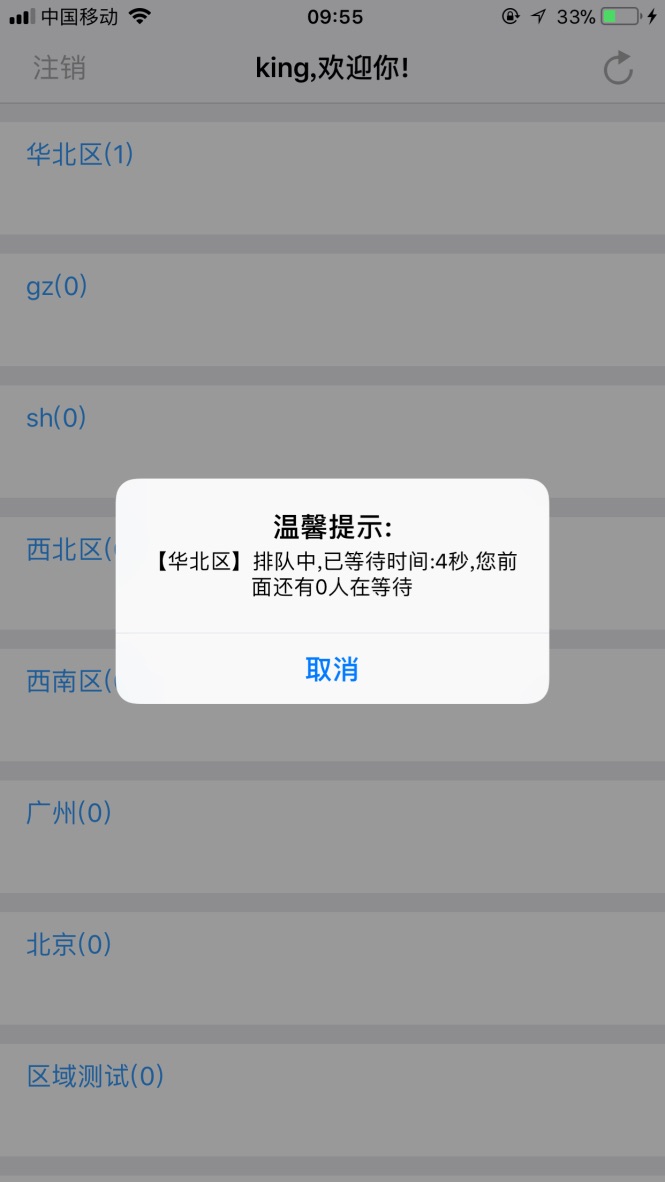 中国移动
09:55
33%
注销
king,欢迎你!
华北区(1)
gz(0)
sh(0)
西北区(
温馨提示:
【华北区】排队中,已等待时间:4秒,您前
面还有0人在等待
取消
西南区(
广州(0)
北京(0)
区域测试(0)